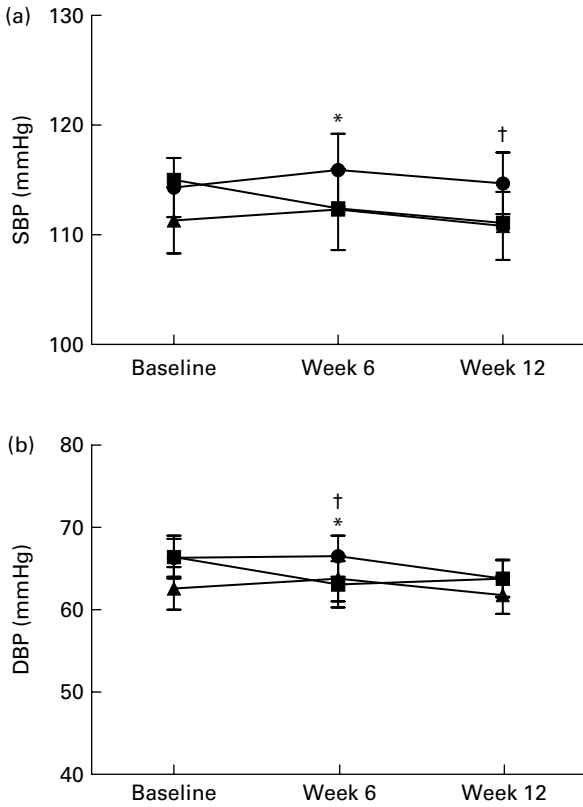 (a)
130
120
110
100
SBP (mmHg)
*
†
Baseline Week 6 Week 12
(b)
80
70
60
50
40
DBP (mmHg)
†
*
Baseline Week 6 Week 12